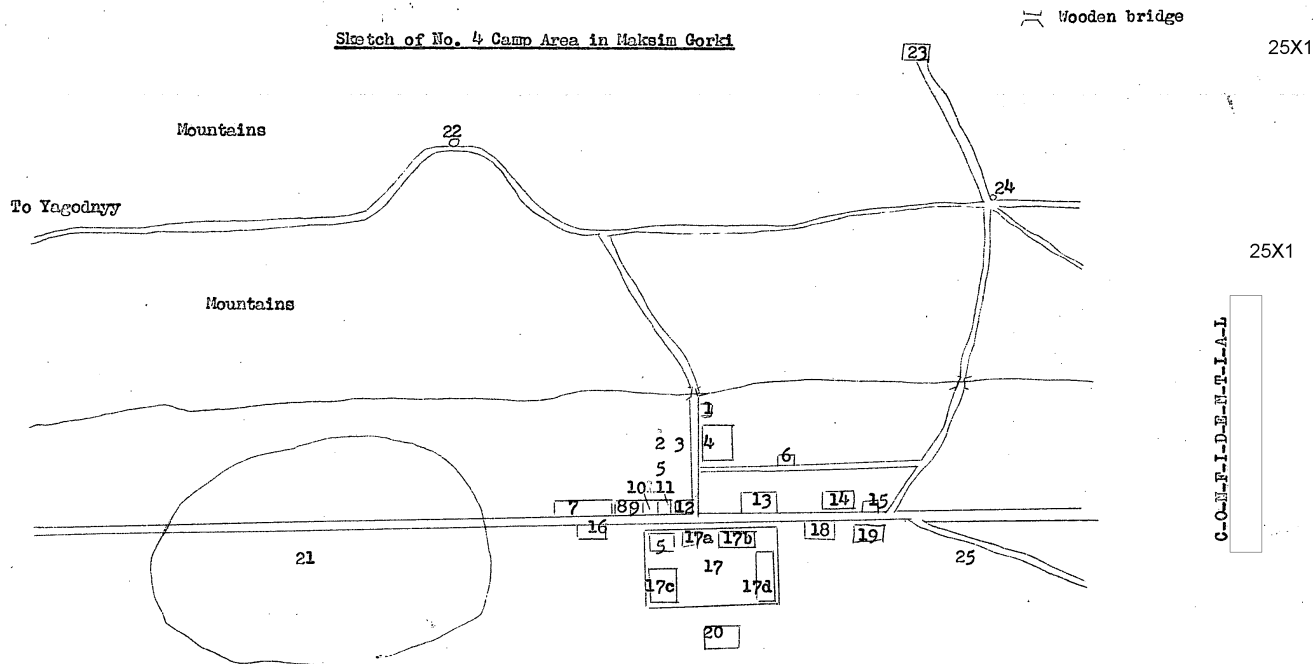 Wooden bridge
Sketch of No. 4 Camp Area in Maksim Gorki
25X1
23
Mountains
22
24
To Yagodnyy
25X1
Mountains
C-O-N-F-I-D-E-N-T-I-A-L
1
2 3 4
5 6
10 11
7 8 9 12 13 14 15
16 18 19
5 17a 17b
21 17 25
17c 17d
20